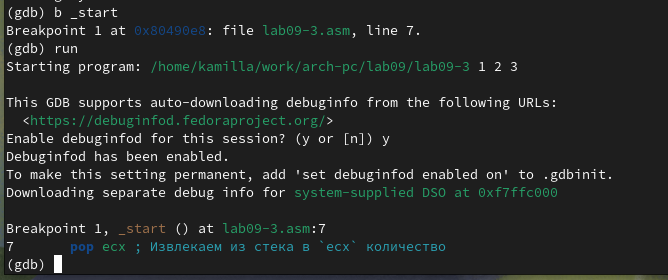 (gdb) b _start
Breakpoint 1 at 0x80490e8: file lab09-3.asm, line 7.
(gdb) run
Starting program: /home/kamilla/work/arch-pc/lab09/lab09-3 1 2 3
This GDB supports auto-downloading debuginfo from the following URLs:
<https://debuginfod.fedoraproject.org/>
Enable debuginfod for this session? (y or [n]) y
Debuginfod has been enabled.
To make this setting permanent, add 'set debuginfod enabled on' to .gdbinit.
Downloading separate debug info for system-supplied DSO at 0xf7ffc000
Breakpoint 1, _start () at lab09-3.asm:7
7 pop ecx ; Извлекаем из стека в `ecx` количество
(gdb)